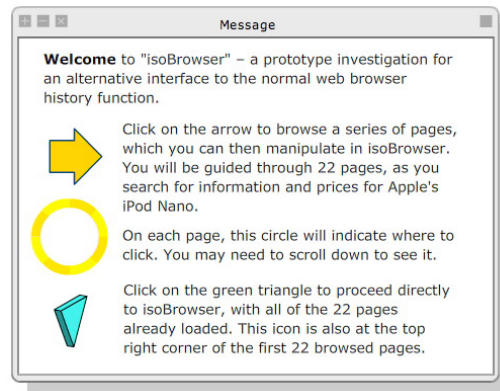 Message
Welcome to "isoBrowser" – a prototype investigation for
an alternative interface to the normal web browser
history function.
Click on the arrow to browse a series of pages,
which you can then manipulate in isoBrowser.
You will be guided through 22 pages, as you
search for information and prices for Apple's
iPod Nano.
On each page, this circle will indicate where to
click. You may need to scroll down to see it.
Click on the green triangle to proceed directly
to isoBrowser, with all of the 22 pages
already loaded. This icon is also at the top
right corner of the first 22 browsed pages.